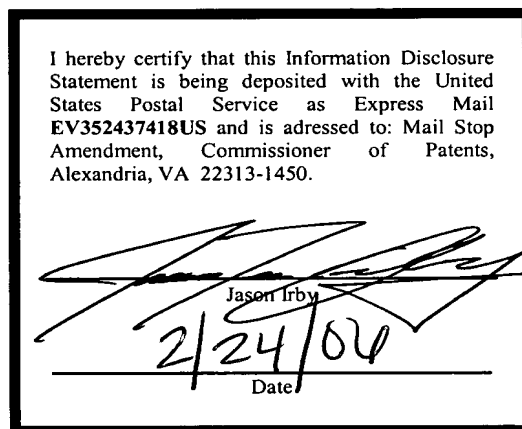 I hereby certify that this Information Disclosure
Statement is being deposited with the United
States Postal Service as Express Mail
EV352437418US and is adressed to: Mail Stop
Amendment, Commissioner of Patents,
Alexandria, VA 22313-1450.
Jason Irby
2/24/06
Date